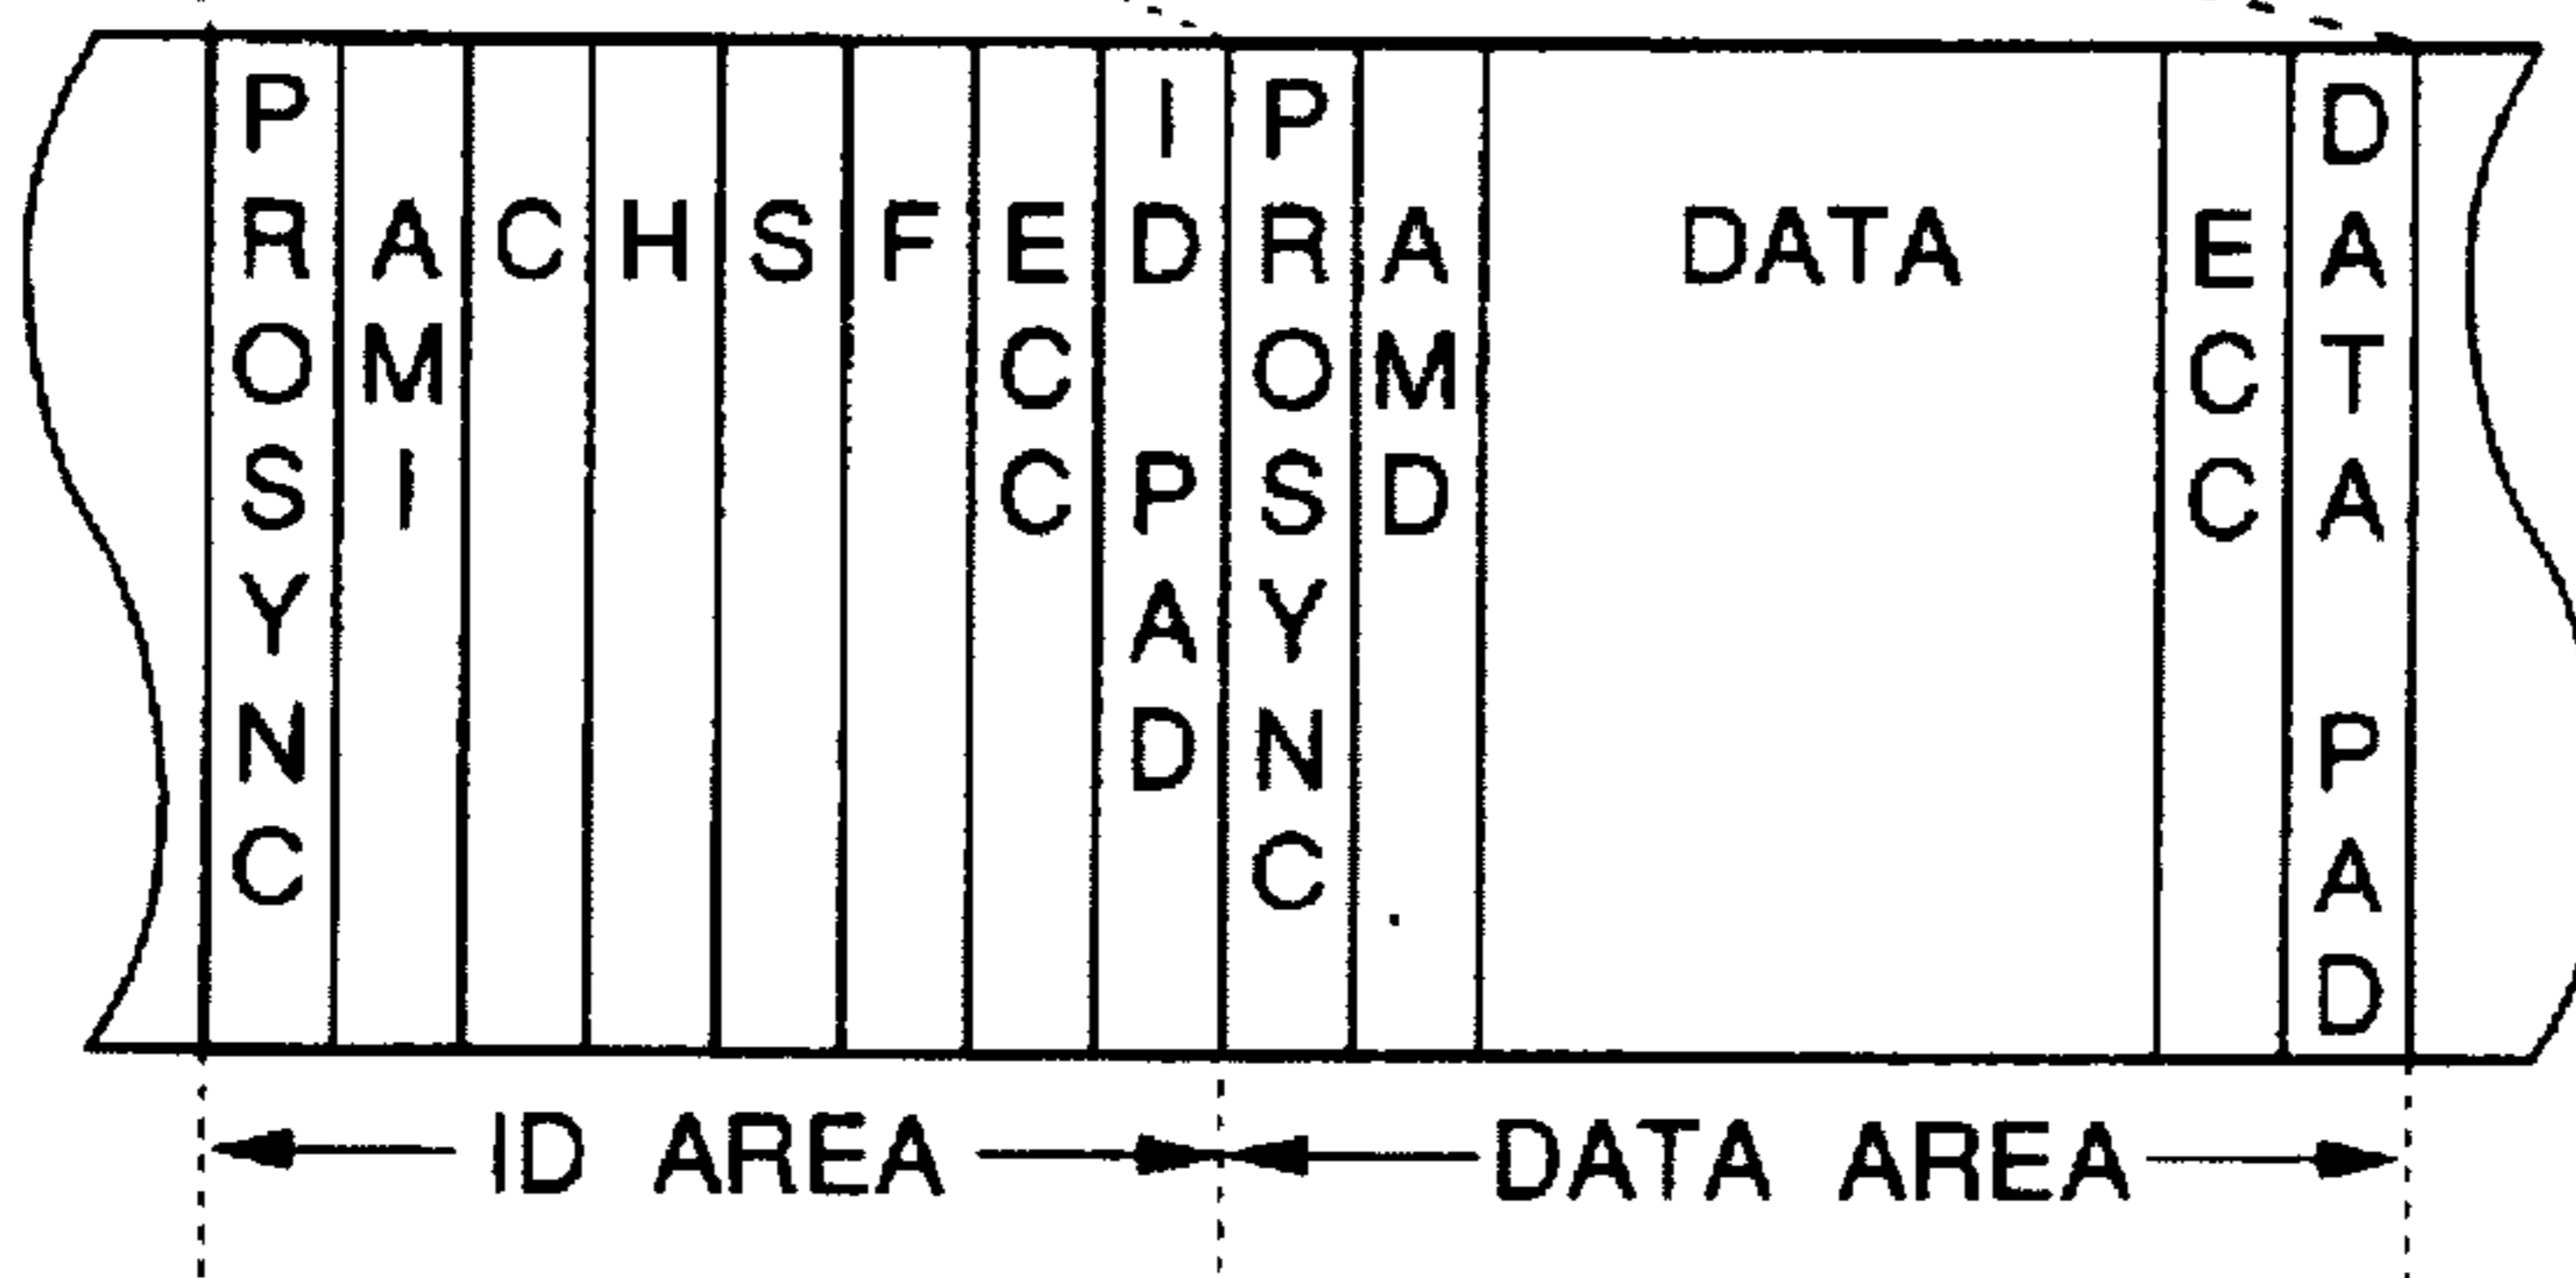 PROSYNC
AMI
C
H
S
F
ECC
ID PAD
PROSYNC
AMD
DATA
ECC
DATA PAD
ID AREA
DATA AREA